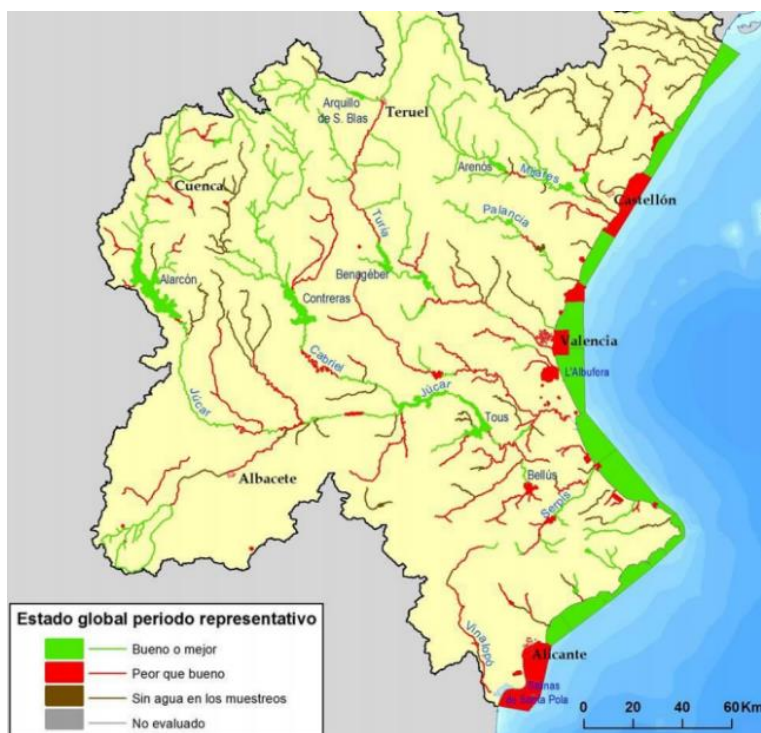 Arquillo
de S. Blas
Teruel
Arenós
Mijares
Cuenca
Castellón
Palancia
Turia
Alarcón
Benagéber
Contreras
Valencia
Cabriel
L'Albufera
Júcar
Júcar
Tous
Albacete
Bellús
Serpis
Estado global periodo representativo
Bueno o mejor
Peor que bueno
Sin agua en los muestreos
No evaluado
Vinalopó
Alicante
de Santa Pola
0 20 40 60 Km